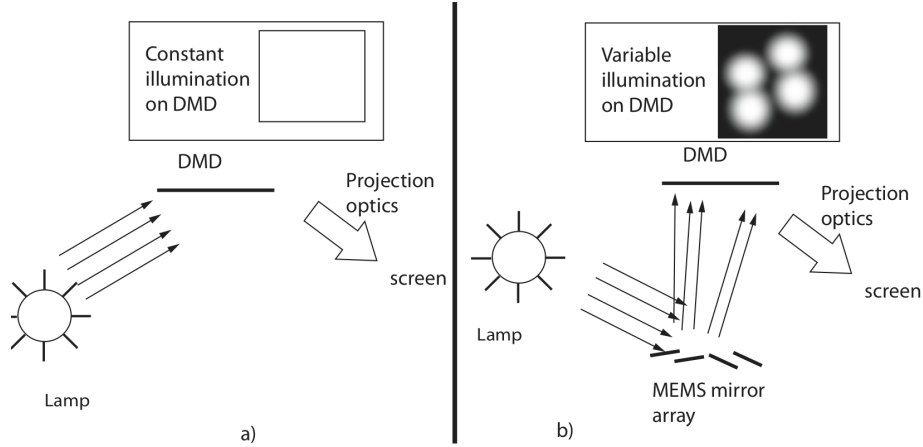 Constant
illumination
on DMD
DMD
Projection
optics
screen
Lamp
a)
Variable
illumination
on DMD
DMD
Projection
optics
screen
Lamp
MEMS mirror
array
b)